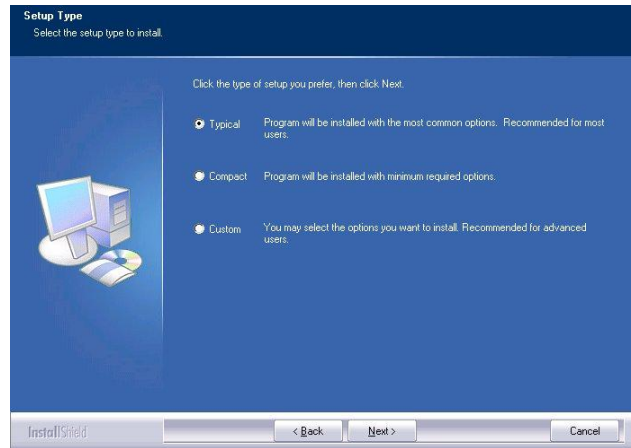 Setup Type
Select the setup type to install.
Click the type of setup you prefer, then click Next.
Typical Program will be installed with the most common options. Recommended for most
users.
Compact Program will be installed with minimum required options.
Custom You may select the options you want to install. Recommended for advanced
users.
InstallShield
< Back Next > Cancel